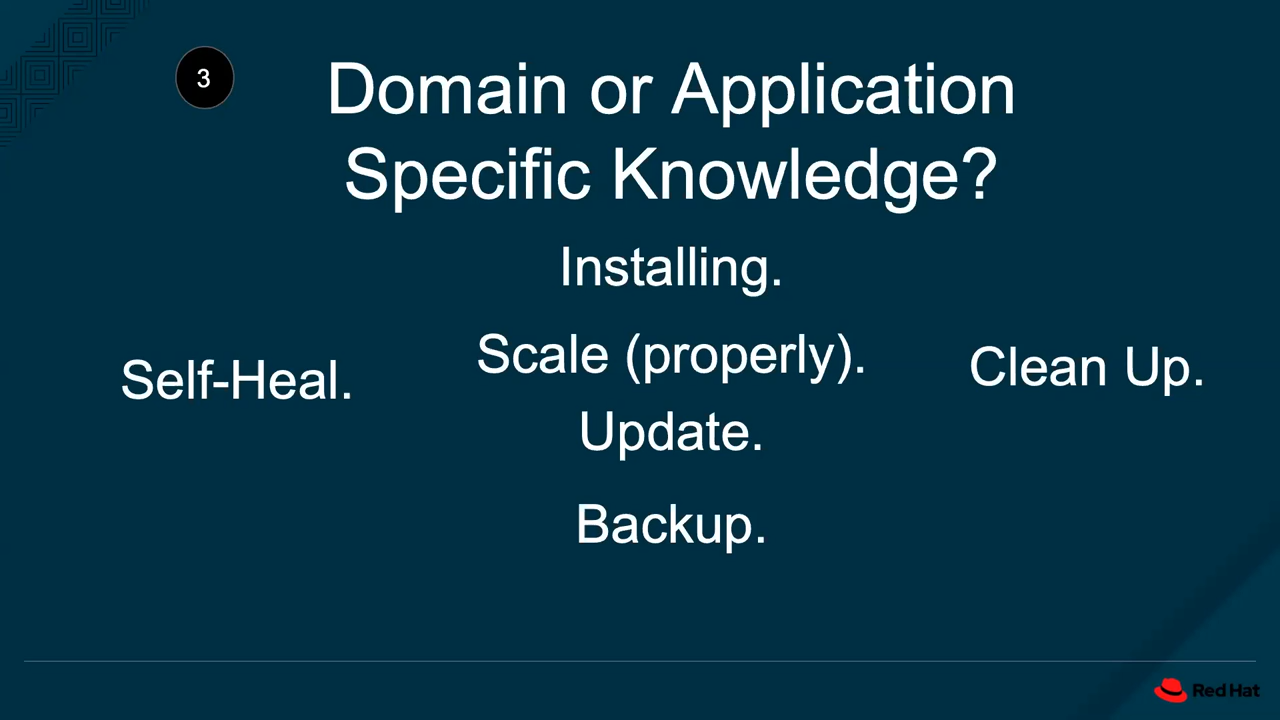 3
Domain or Application
Specific Knowledge?
Installing.
Self-Heal.
Scale (properly).
Clean Up.
Update.
Backup.
Red Hat